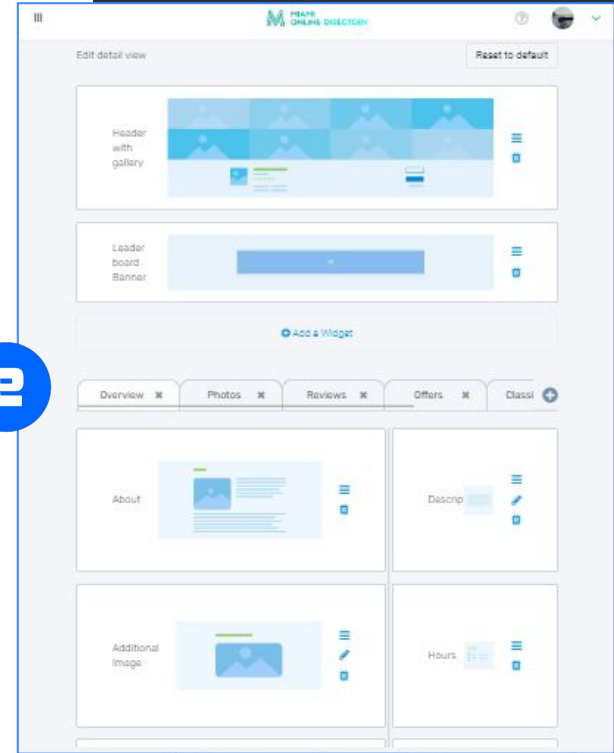 MIAMI
ONLINE DIRECTORY
Edit detail view
Reset to default
Header
with
gallery
Leader
board
Banner
Add a Widget
Overview
Photos
Reviews
Offers
Classi
About
Descrip
Additional
Image
Hours